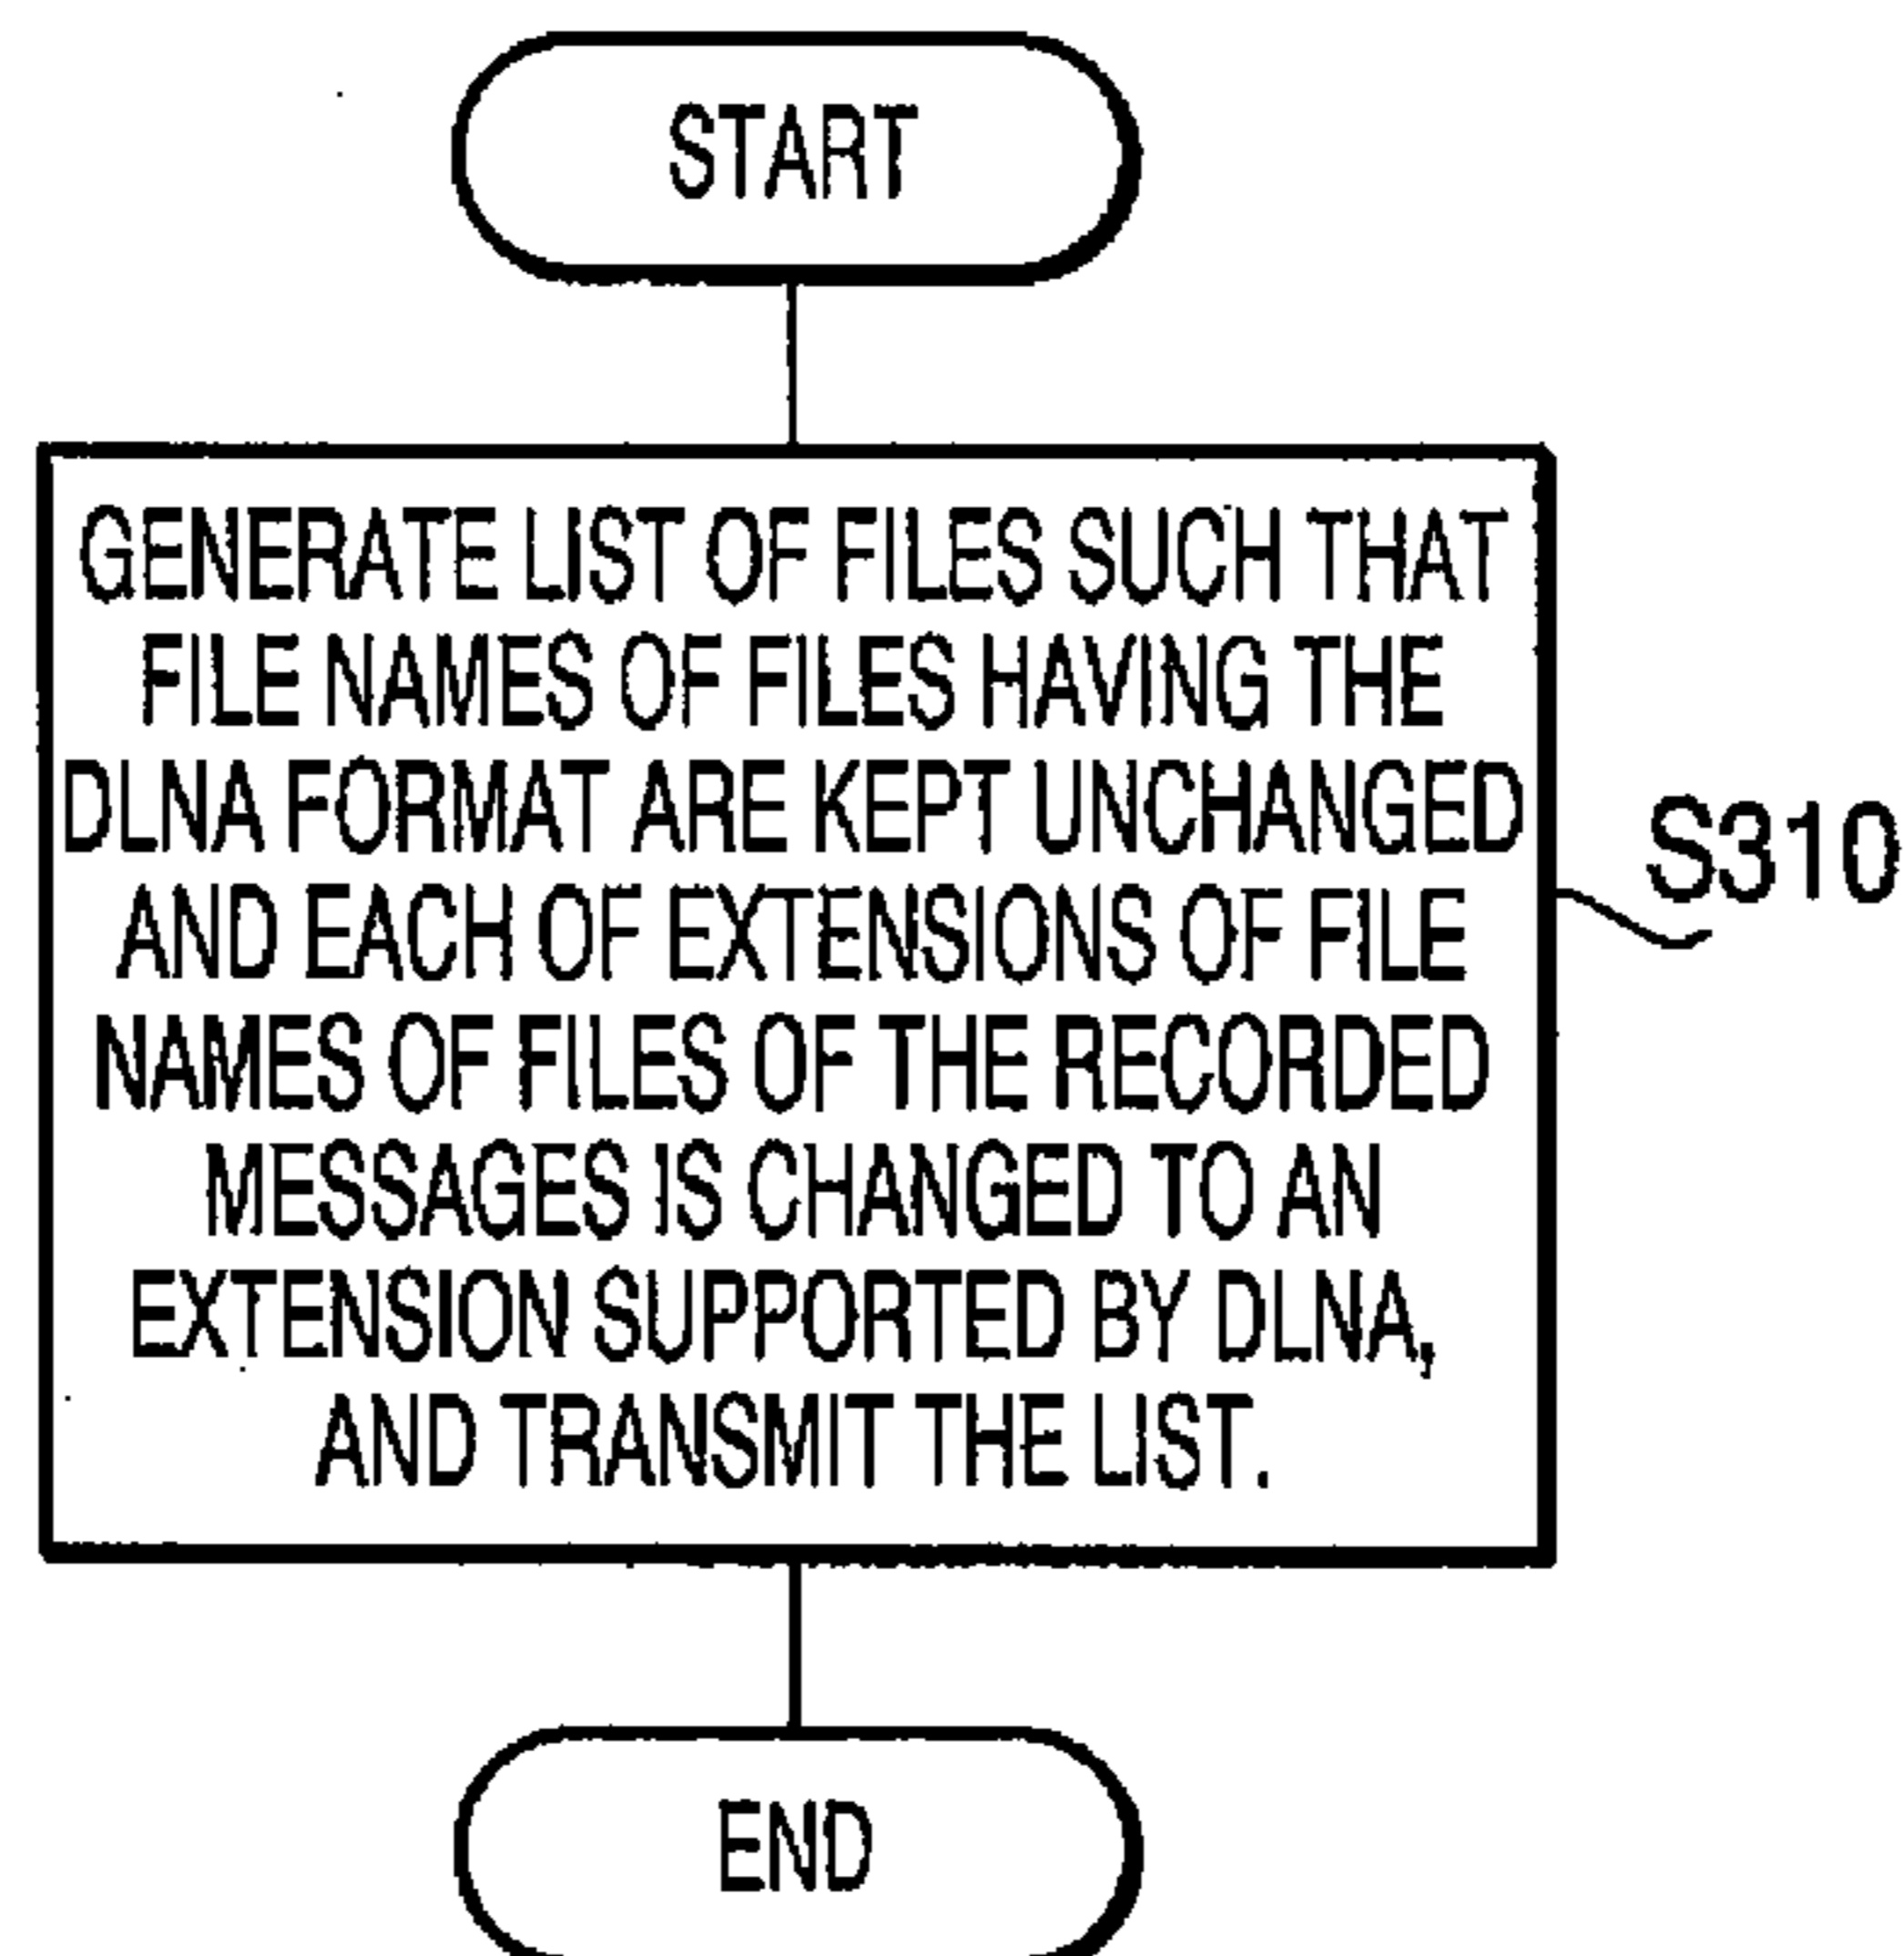 START
GENERATE LIST OF FILES SUCH THAT
FILE NAMES OF FILES HAVING THE
DLNA FORMAT ARE KEPT UNCHANGED
AND EACH OF EXTENSIONS OF FILE
NAMES OF FILES OF THE RECORDED
MESSAGES IS CHANGED TO AN
EXTENSION SUPPORTED BY DLNA,
AND TRANSMIT THE LIST.
S310
END